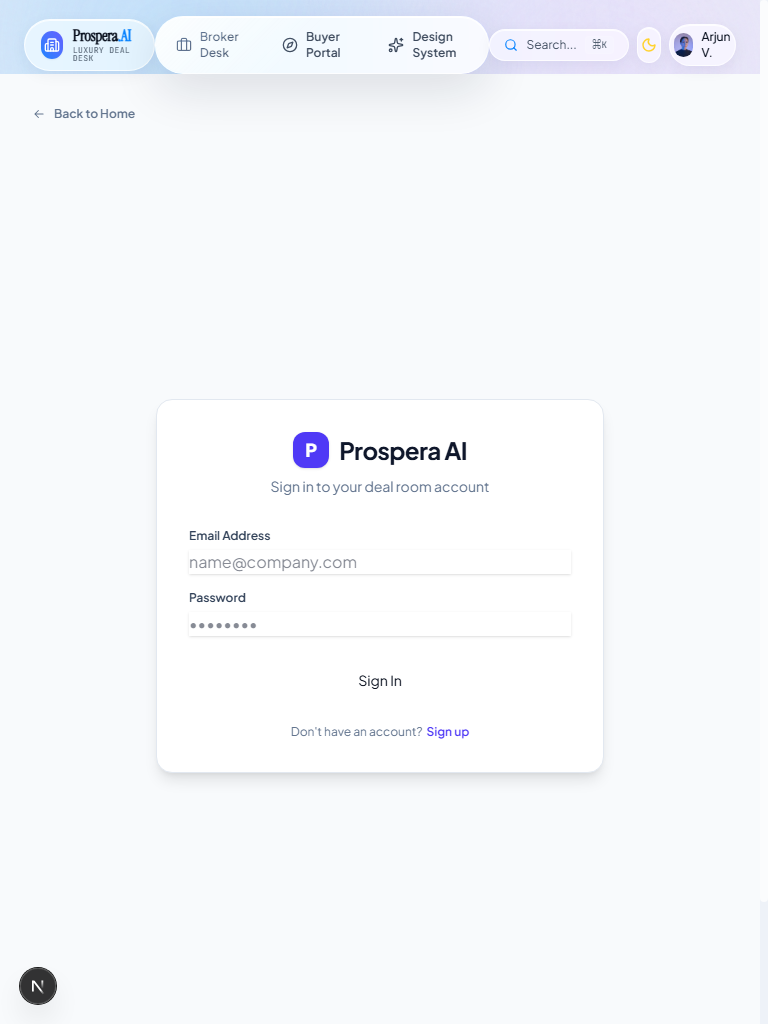 Prospera.AI
LUXURY DEAL
DESK
Broker
Desk
Buyer
Portal
Design
System
Search...
⌘K
Arjun
V.
← Back to Home
P
Prospera AI
Sign in to your deal room account
Email Address
name@company.com
Password
••••••••
Sign In
Don't have an account? Sign up
N